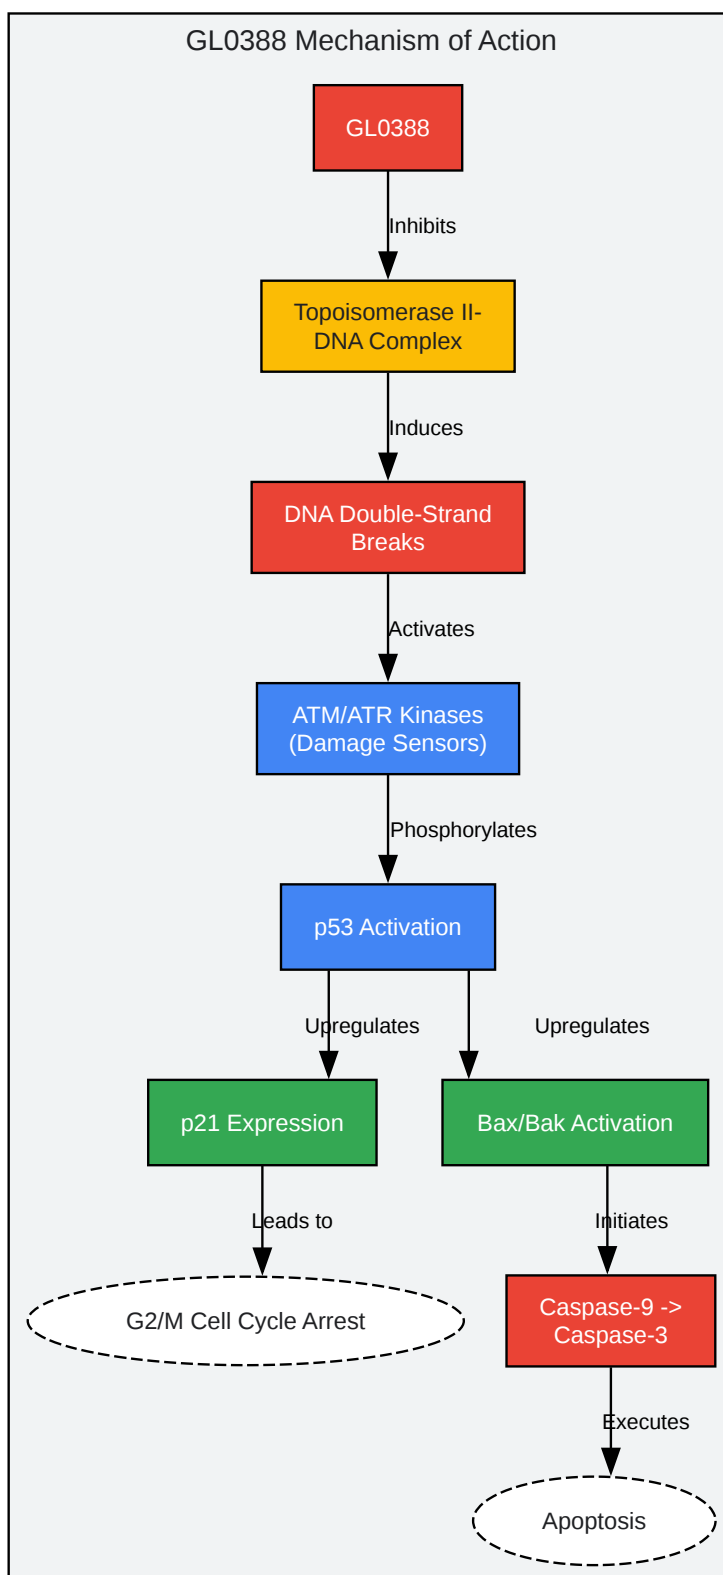 GL0388 Mechanism of Action
GL0388
Inhibits
Topoisomerase II-
DNA Complex
Induces
DNA Double-Strand
Breaks
Activates
ATM/ATR Kinases
(Damage Sensors)
Phosphorylates
p53 Activation
Upregulates
Upregulates
p21 Expression
Bax/Bak Activation
Leads to
Initiates
G2/M Cell Cycle Arrest
Caspase-9 ->
Caspase-3
Executes
Apoptosis